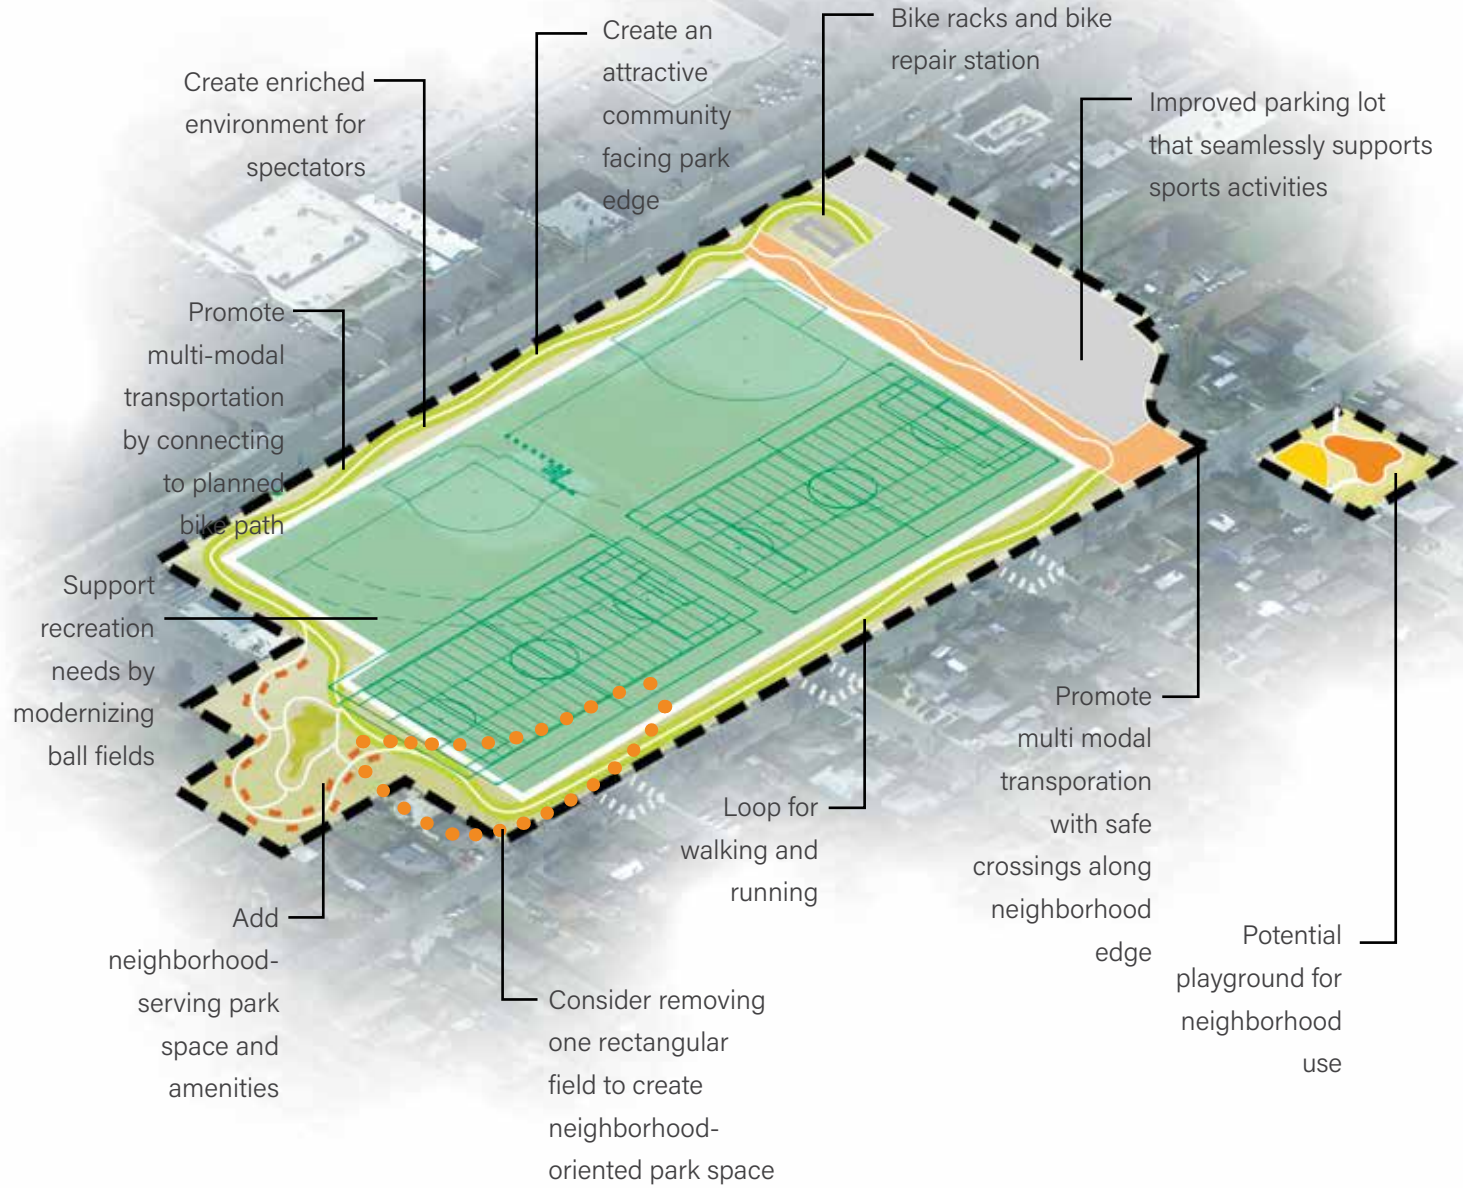 Create an
attractive
community
facing park
edge
Bike racks and bike
repair station
Create enriched
environment for
spectators
Improved parking lot
that seamlessly supports
sports activities
Promote
multi-modal
transportation
by connecting
to planned
bike path
Support
recreation
needs by
modernizing
ball fields
Promote
multi modal
transporation
with safe
crossings along
neighborhood
edge
Loop for
walking and
running
Add
neighborhood-
serving park
space and
amenities
Potential
playground for
neighborhood
use
Consider removing
one rectangular
field to create
neighborhood-
oriented park space